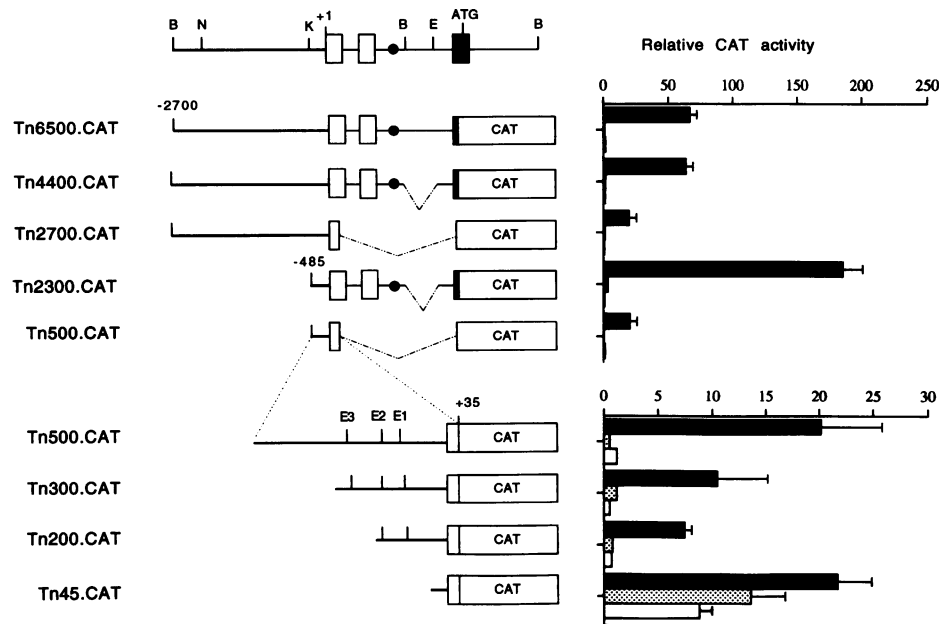 B N K +1 B E ATG B
Relative CAT activity
0 50 100 150 200 250
-2700
Tn6500.CAT CAT
Tn4400.CAT CAT
Tn2700.CAT CAT
-485
Tn2300.CAT CAT
Tn500.CAT CAT
0 5 10 15 20 25 30
E3 E2 E1 +35
Tn500.CAT CAT
Tn300.CAT CAT
Tn200.CAT CAT
Tn45.CAT CAT